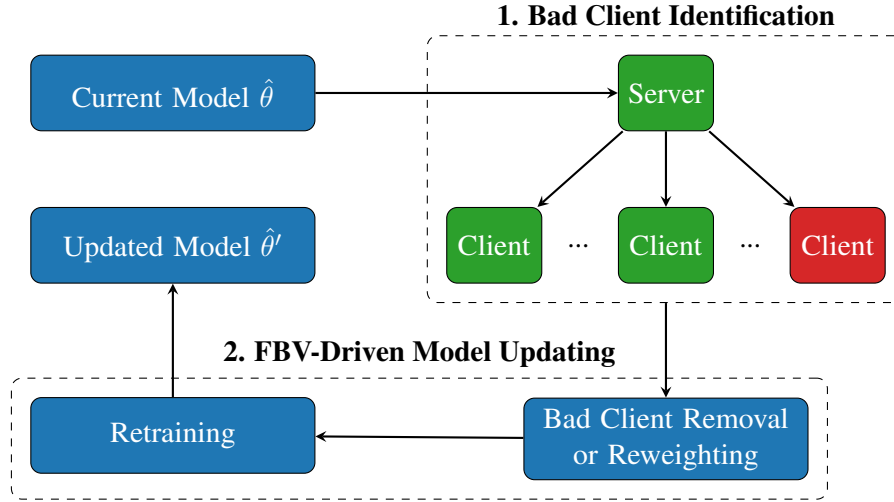 1. Bad Client Identification
Current Model θ̂
Server
Updated Model θ̂′
Client
...
Client
...
Client
2. FBV-Driven Model Updating
Retraining
Bad Client Removal
or Reweighting